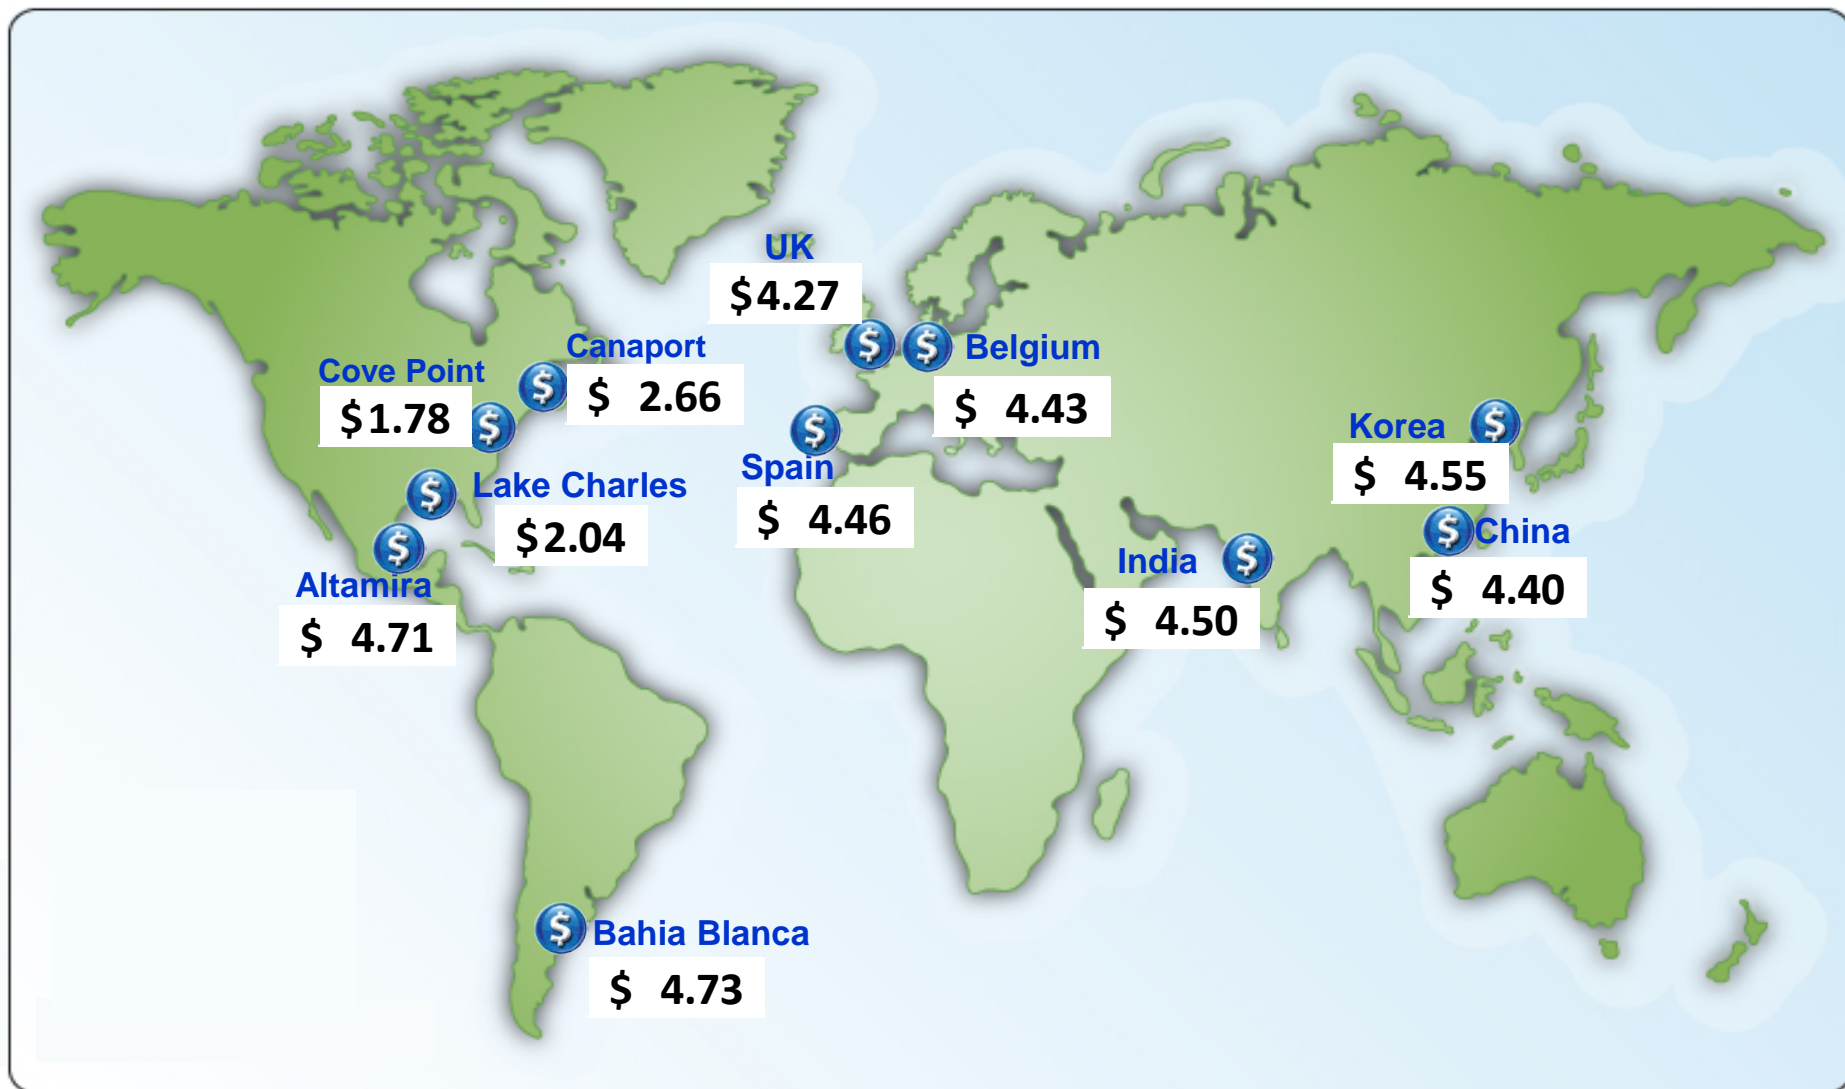 UK
$4.27
Canaport
$ 2.66
Cove Point
$1.78
Belgium
$ 4.43
Lake Charles
$2.04
Spain
$ 4.46
Korea
$ 4.55
China
$ 4.40
India
$ 4.50
Altamira
$ 4.71
Bahia Blanca
$ 4.73